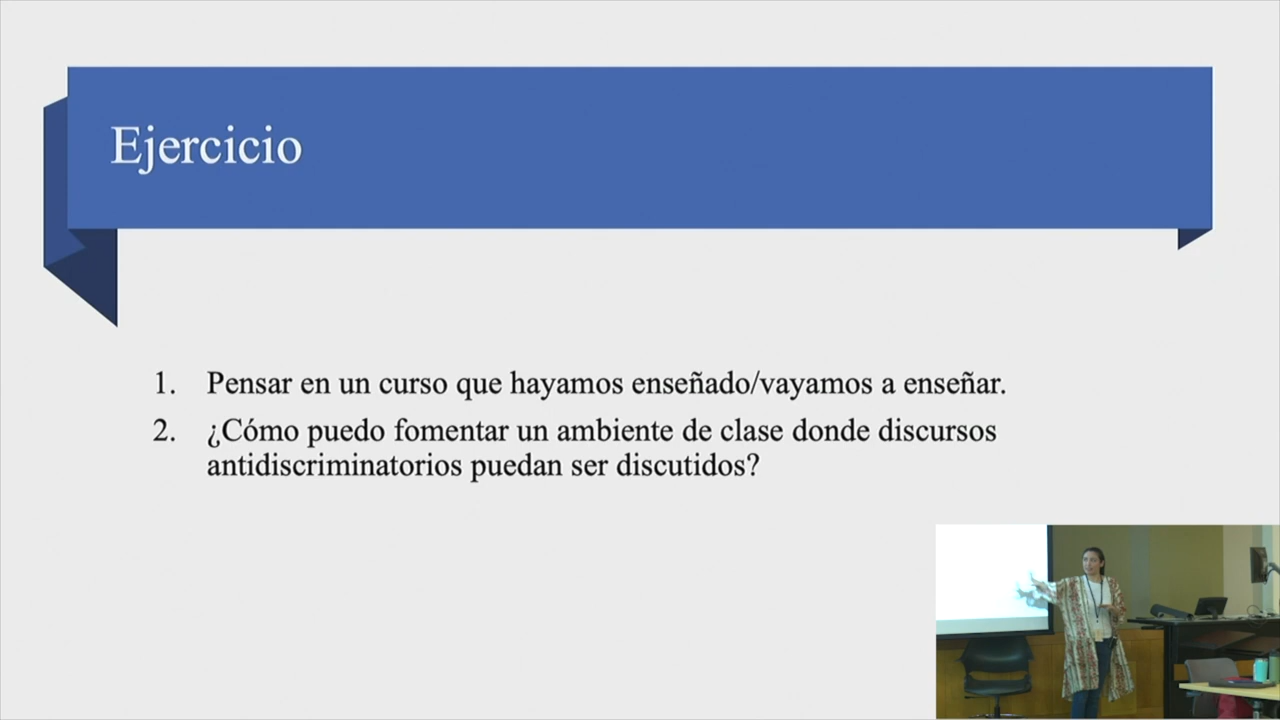 Ejercicio
1. Pensar en un curso que hayamos enseñado/vayamos a enseñar.
2. ¿Cómo puedo fomentar un ambiente de clase donde discursos
antidiscriminatorios puedan ser discutidos?